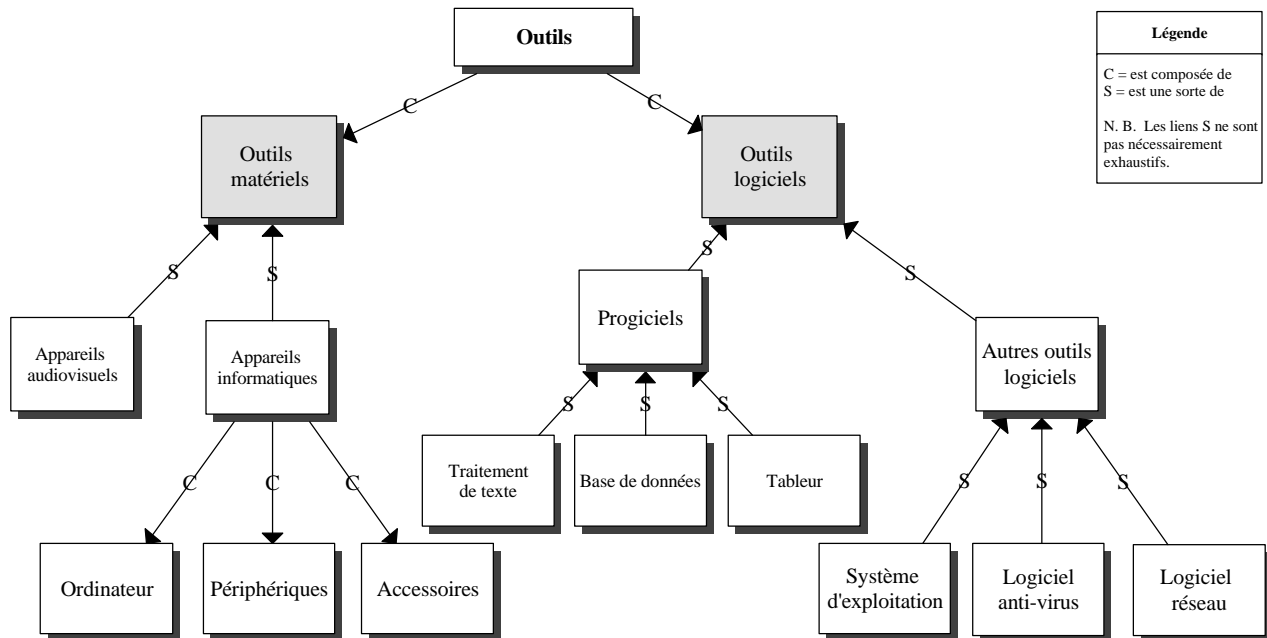 Outils
Légende
C = est composée de
S = est une sorte de
N. B. Les liens S ne sont
pas nécessairement
exhaustifs.
C
C
Outils
matériels
Outils
logiciels
S
S
S
S
Appareils
audiovisuels
Appareils
informatiques
Progiciels
Autres outils
logiciels
S
S
S
Traitement
de texte
Base de données
Tableur
C
C
C
S
S
S
Ordinateur
Périphériques
Accessoires
Système
d'exploitation
Logiciel
anti-virus
Logiciel
réseau